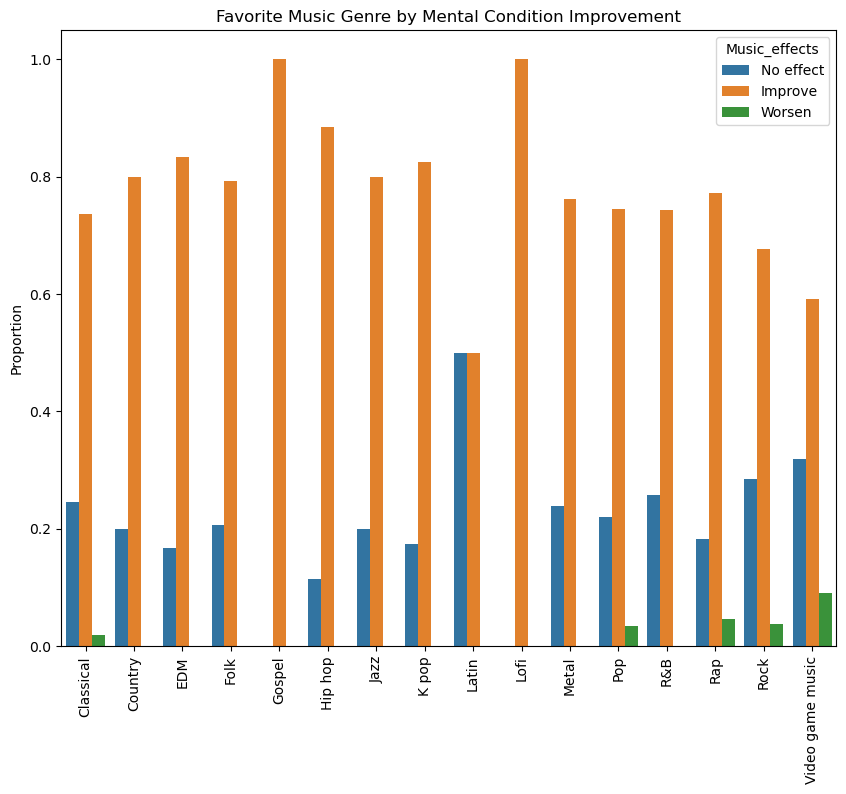 Favorite Music Genre by Mental Condition Improvement
Music_effects
No effect
Improve
Worsen
Proportion
1.0
0.8
0.6
0.4
0.2
0.0
Classical
Country
EDM
Folk
Gospel
Hip hop
Jazz
K pop
Latin
Lofi
Metal
Pop
R&B
Rap
Rock
Video game music